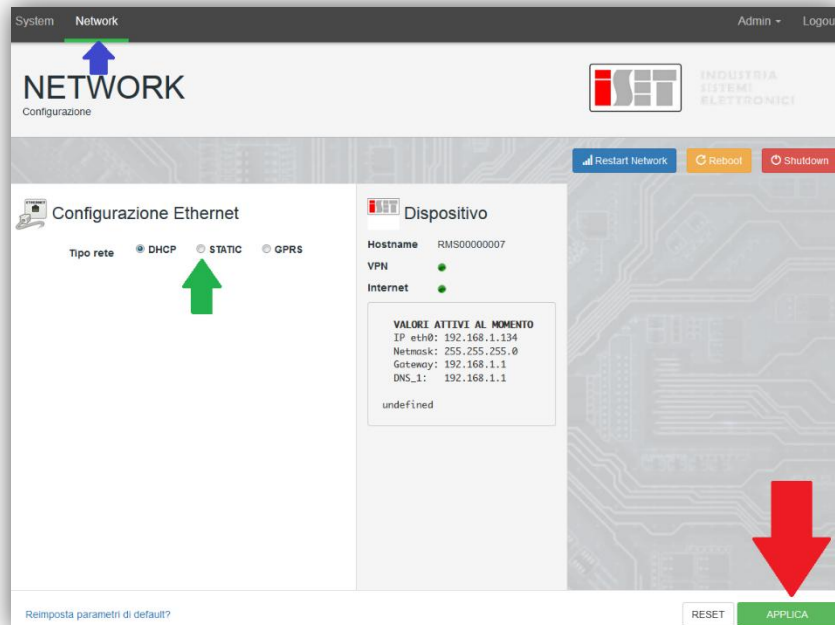 System Network Admin Logou
NETWORK
Configurazione
iSET
INDUSTRIA
SISTEMI
ELETTRONICI
Restart Network Reboot Shutdown
Configurazione Ethernet
Tipo rete DHCP STATIC GPRS
iSET Dispositivo
Hostname RMS00000007
VPN
Internet
VALORI ATTIVI AL MOMENTO
IP eth0: 192.168.1.134
Netmask: 255.255.255.0
Gateway: 192.168.1.1
DNS_1: 192.168.1.1
undefined
Reimposta parametri di default?
RESET APPLICA